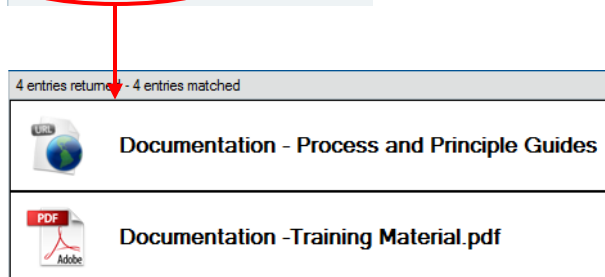 4 entries returned - 4 entries matched
URL
Documentation - Process and Principle Guides
PDF
Adobe
Documentation -Training Material.pdf